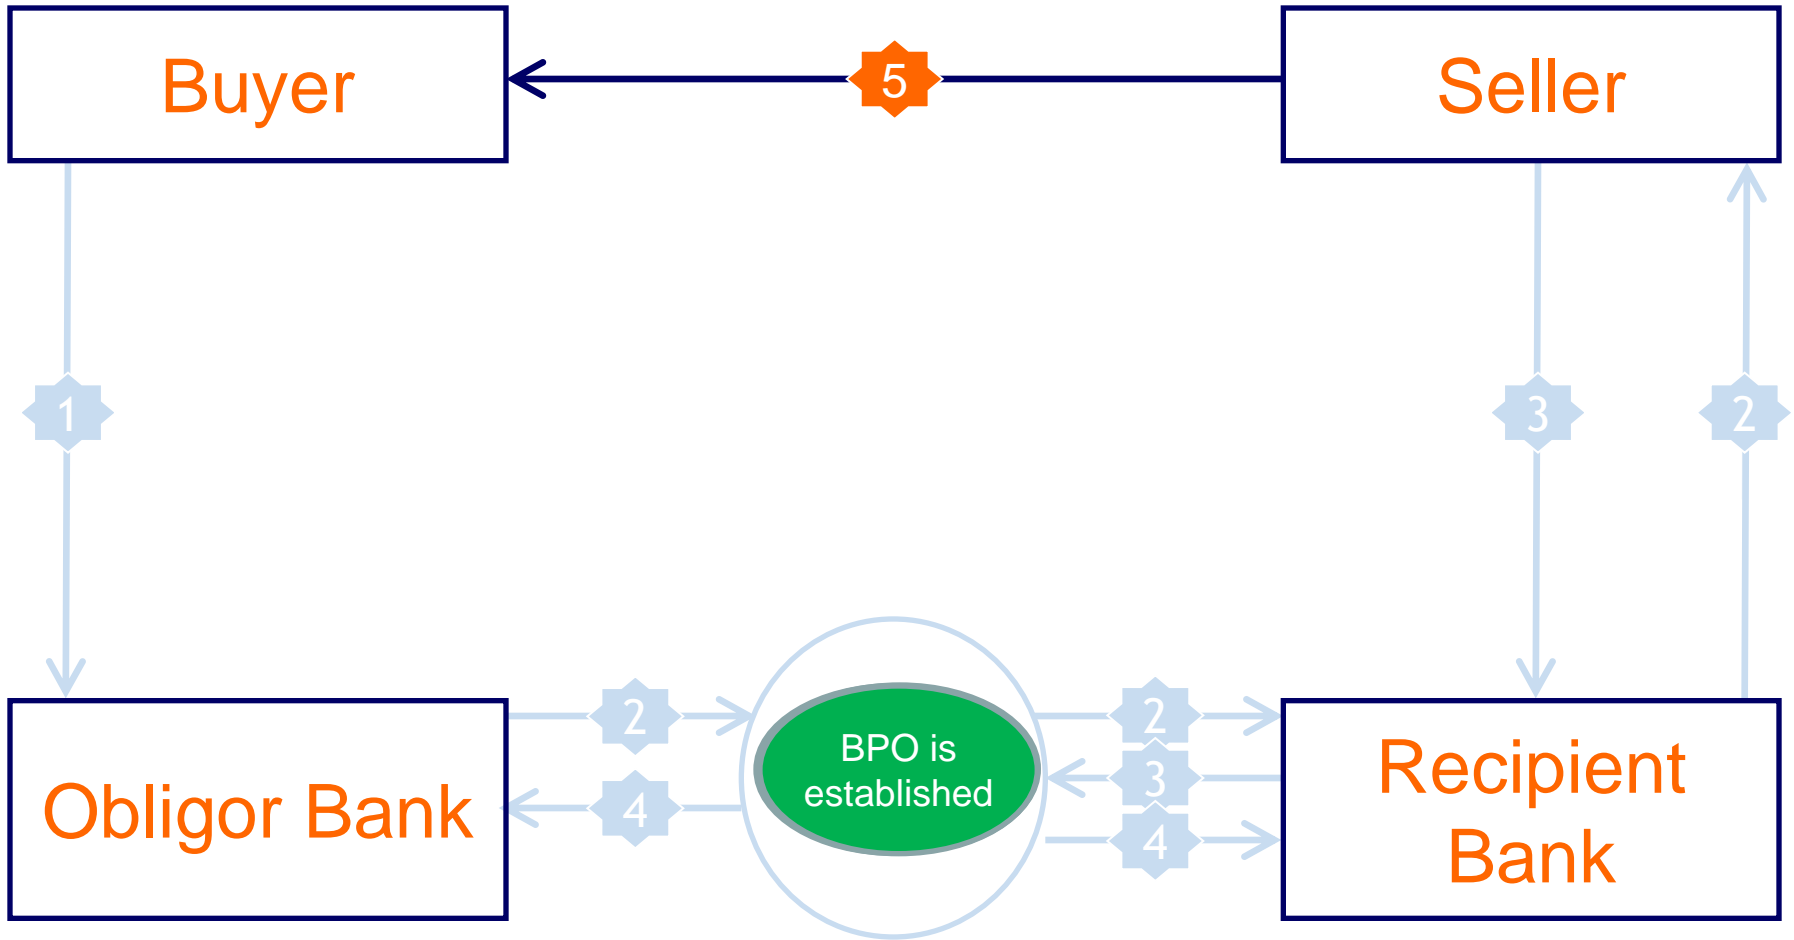 Buyer
5
Seller
1
3
2
2
2
BPO is
established
3
4
4
Obligor Bank
Recipient
Bank